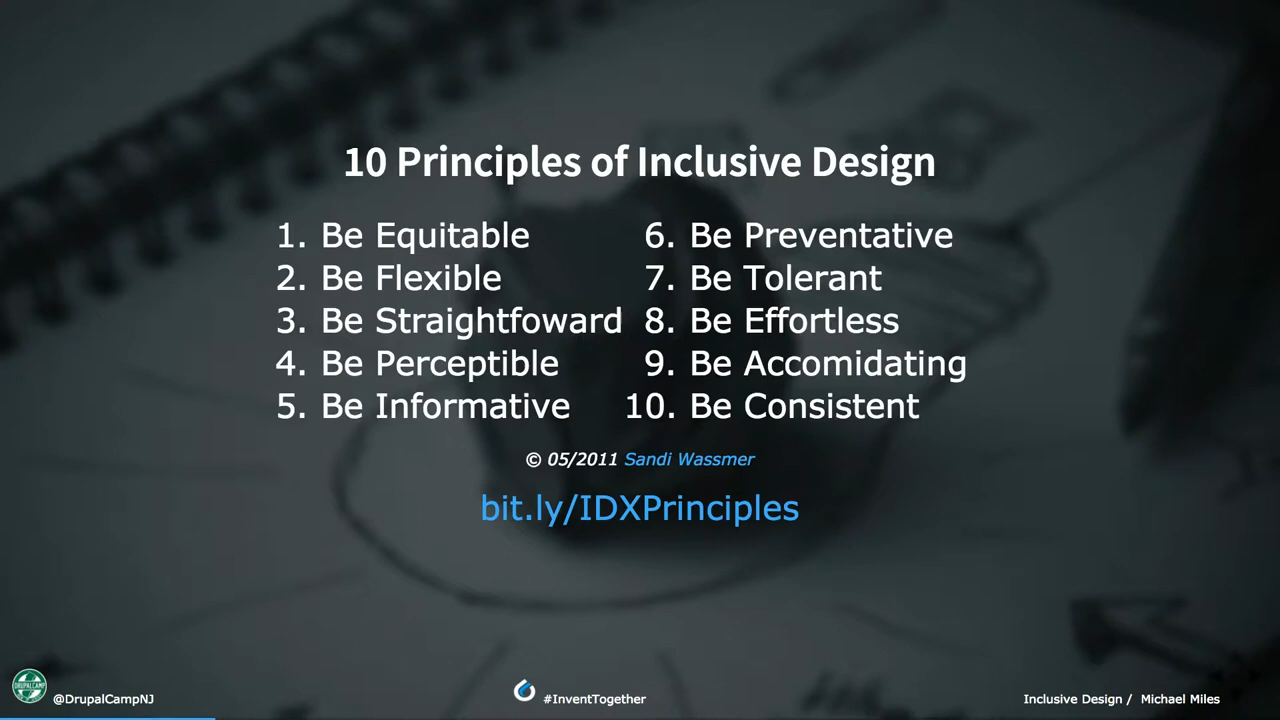 10 Principles of Inclusive Design
1. Be Equitable
2. Be Flexible
3. Be Straightfoward
4. Be Perceptible
5. Be Informative
6. Be Preventative
7. Be Tolerant
8. Be Effortless
9. Be Accomidating
10. Be Consistent
© 05/2011 Sandi Wassmer
bit.ly/IDXPrinciples
DRUPALCAMP
@DrupalCampNJ
#InventTogether
Inclusive Design / Michael Miles